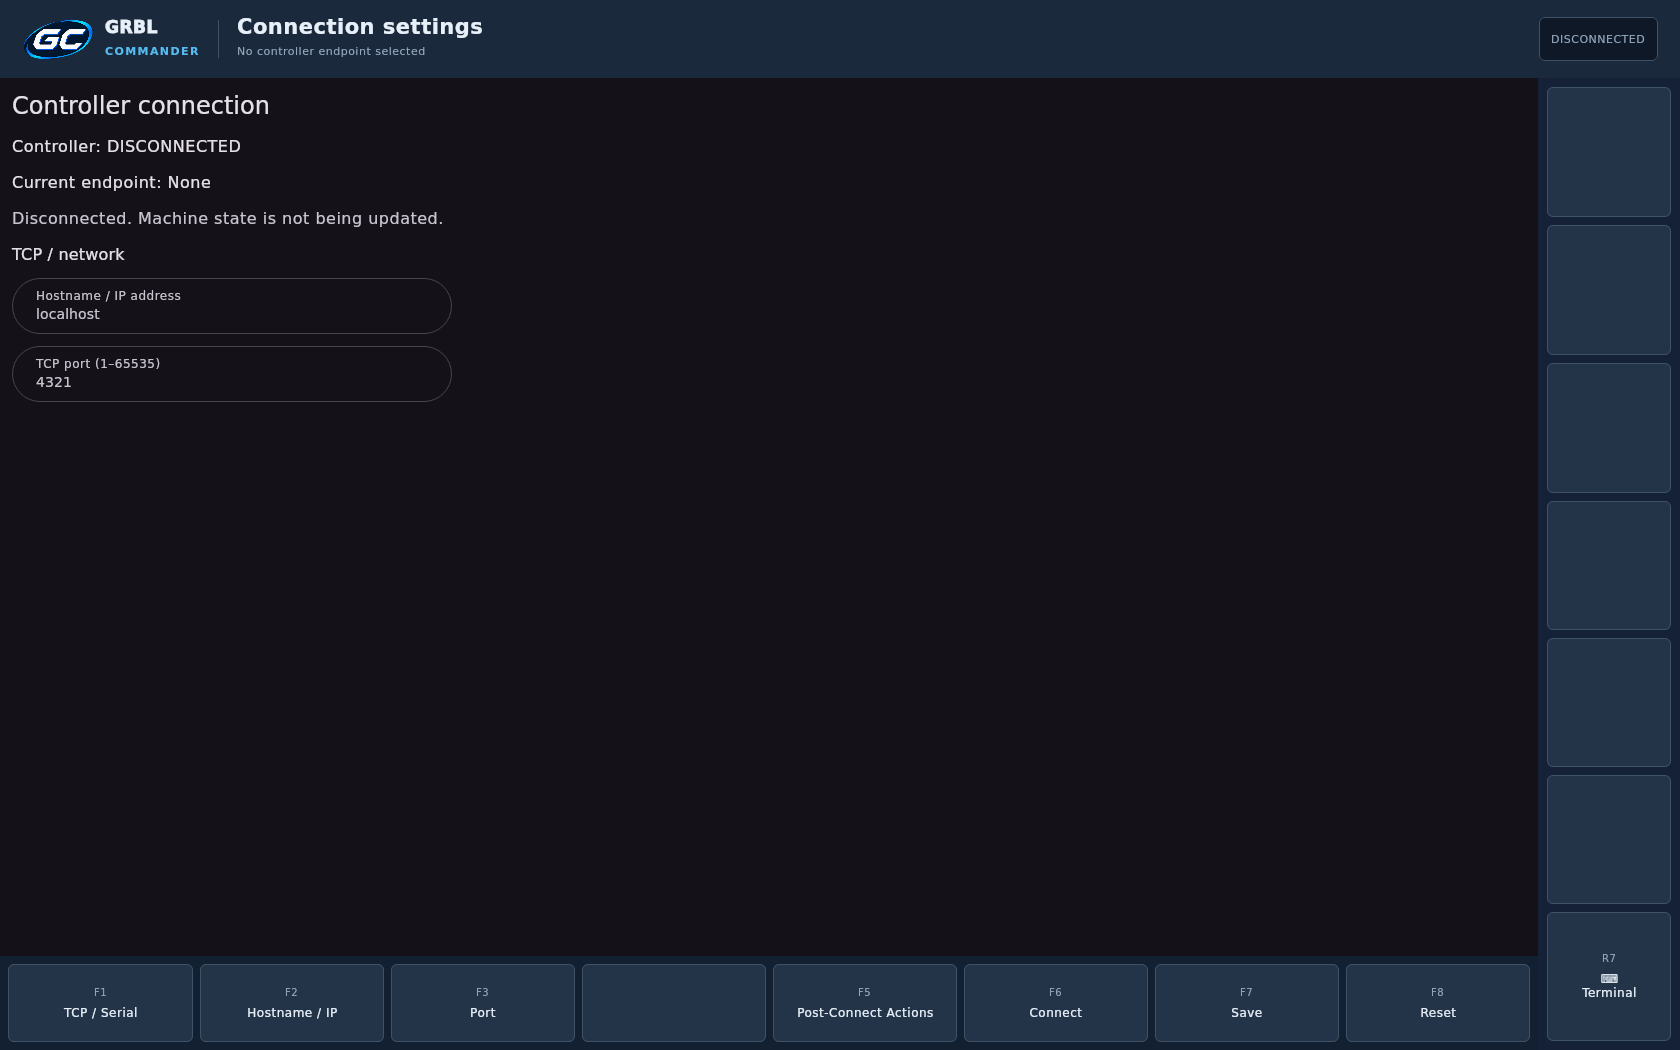 GC
GRBL
COMMANDER
Connection settings
No controller endpoint selected
DISCONNECTED
Controller connection
Controller: DISCONNECTED
Current endpoint: None
Disconnected. Machine state is not being updated.
TCP / network
Hostname / IP address
localhost
TCP port (1–65535)
4321
F1
TCP / Serial
F2
Hostname / IP
F3
Port
F5
Post-Connect Actions
F6
Connect
F7
Save
F8
Reset
R7
Terminal